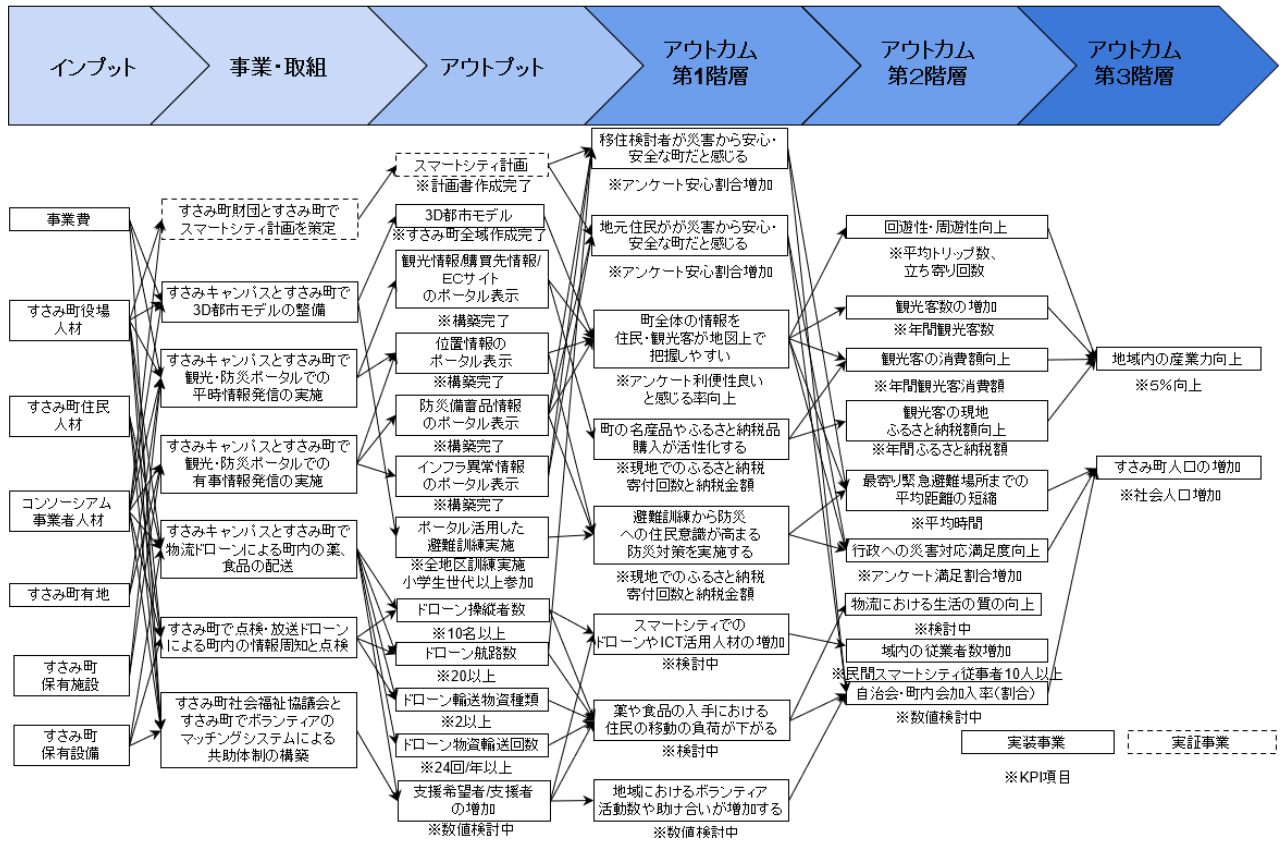 インプット
事業・取組
アウトプット
アウトカム
第1階層
アウトカム
第2階層
アウトカム
第3階層
事業費
すさみ町役場
人材
すさみ町住民
人材
コンソーシアム
事業者人材
すさみ町有地
すさみ町
保有施設
すさみ町
保有設備
すさみ町財団とすさみ町で
スマートシティ計画を策定
すさみキャンパスとすさみ町で
3D都市モデルの整備
すさみキャンパスとすさみ町で
観光・防災ポータルでの
平時情報発信の実施
すさみキャンパスとすさみ町で
観光・防災ポータルでの
有事情報発信の実施
すさみキャンパスとすさみ町で
物流ドローンによる町内の薬、
食品の配送
すさみ町で点検・放送ドローン
による町内の情報周知と点検
すさみ町社会福祉協議会と
すさみ町でボランティアの
マッチングシステムによる
共助体制の構築
スマートシティ計画
※計画書作成完了
3D都市モデル
※すさみ町全域作成完了
観光情報/購買先情報/
ECサイト
のポータル表示
※構築完了
位置情報の
ポータル表示
※構築完了
防災備蓄品情報
のポータル表示
※構築完了
インフラ異常情報
のポータル表示
※構築完了
ポータル活用した
避難訓練実施
※全地区訓練実施
小学生世代以上参加
ドローン操縦者数
※10名以上
ドローン航路数
※20以上
ドローン輸送物資種類
※2以上
ドローン物資輸送回数
※24回/年以上
支援希望者/支援者
の増加
※数値検討中
移住検討者が災害から安心・
安全な町だと感じる
※アンケート安心割合増加
地元住民がが災害から安心・
安全な町だと感じる
※アンケート安心割合増加
町全体の情報を
住民・観光客が地図上で
把握しやすい
※アンケート利便性良い
と感じる率向上
町の名産品やふるさと納税品
購入が活性化する
※現地でのふるさと納税
寄付回数と納税金額
避難訓練から防災
への住民意識が高まる
防災対策を実施する
※現地でのふるさと納税
寄付回数と納税金額
スマートシティでの
ドローンやICT活用人材の増加
※検討中
薬や食品の入手における
住民の移動の負荷が下がる
※検討中
地域におけるボランティア
活動数や助け合いが増加する
※数値検討中
回遊性・周遊性向上
※平均トリップ数、
立ち寄り回数
観光客数の増加
※年間観光客数
観光客の消費額向上
※年間観光客消費額
観光客の現地
ふるさと納税額向上
※年間ふるさと納税額
最寄り緊急避難場所までの
平均距離の短縮
※平均時間
行政への災害対応満足度向上
※アンケート満足割合増加
物流における生活の質の向上
※検討中
域内の従業者数増加
※民間スマートシティ従事者10人以上
自治会・町内会加入率(割合)
※数値検討中
地域内の産業力向上
※5%向上
すさみ町人口の増加
※社会人口増加
実装事業
実証事業
※KPI項目